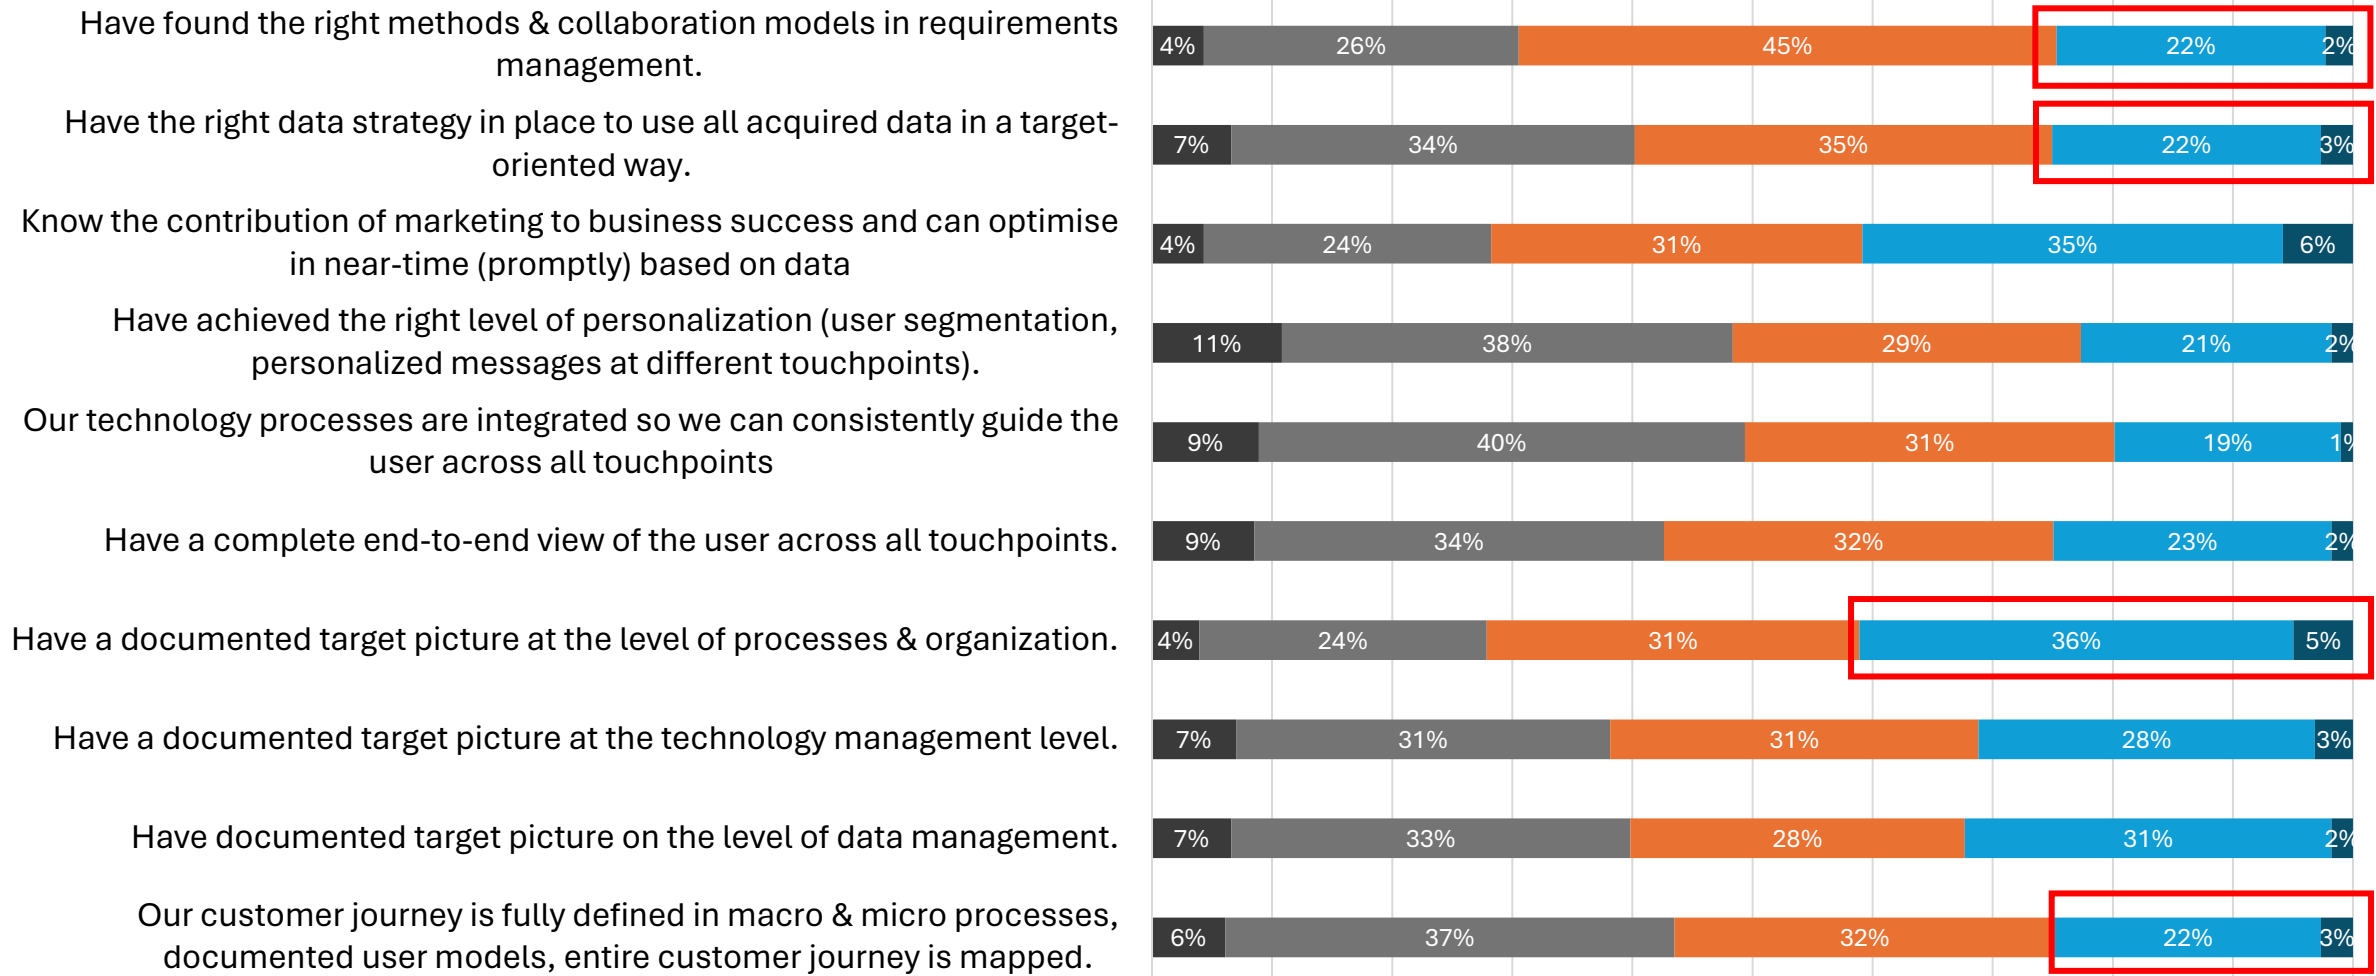 Have found the right methods & collaboration models in requirements
management.
4% 26% 45% 22% 2%
Have the right data strategy in place to use all acquired data in a target-
oriented way.
7% 34% 35% 22% 3%
Know the contribution of marketing to business success and can optimise
in near-time (promptly) based on data
4% 24% 31% 35% 6%
Have achieved the right level of personalization (user segmentation,
personalized messages at different touchpoints).
11% 38% 29% 21% 2%
Our technology processes are integrated so we can consistently guide the
user across all touchpoints
9% 40% 31% 19% 1%
Have a complete end-to-end view of the user across all touchpoints.
9% 34% 32% 23% 2%
Have a documented target picture at the level of processes & organization.
4% 24% 31% 36% 5%
Have a documented target picture at the technology management level.
7% 31% 31% 28% 3%
Have documented target picture on the level of data management.
7% 33% 28% 31% 2%
Our customer journey is fully defined in macro & micro processes,
documented user models, entire customer journey is mapped.
6% 37% 32% 22% 3%